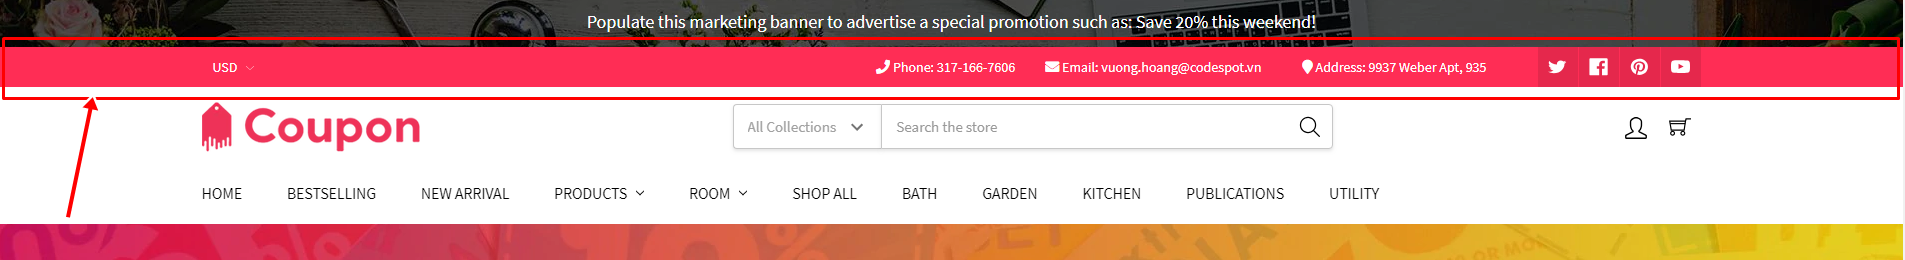 Populate this marketing banner to advertise a special promotion such as: Save 20% this weekend!
USD Phone: 317-166-7606 Email: vuong.hoang@codespot.vn Address: 9937 Weber Apt, 935
Coupon All Collections Search the store
HOME BESTSELLING NEW ARRIVAL PRODUCTS ROOM SHOP ALL BATH GARDEN KITCHEN PUBLICATIONS UTILITY